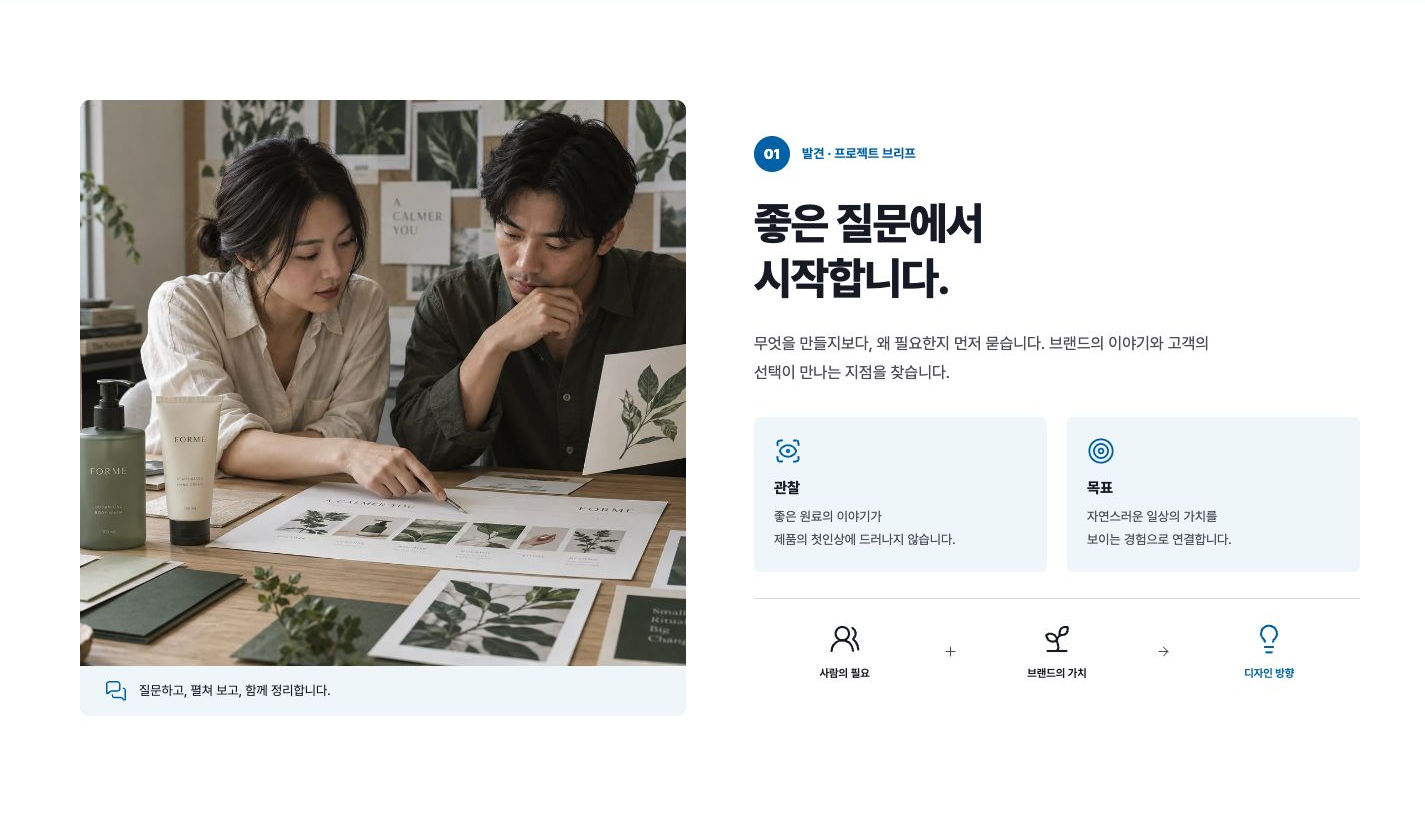 A
CALMER
YOU
FORME
FORME
A CALMER YOU
FORME
Small
Ritual
Big
Chang
질문하고, 펼쳐 보고, 함께 정리합니다.
01
발견 · 프로젝트 브리프
좋은 질문에서
시작합니다.
무엇을 만들지보다, 왜 필요한지 먼저 묻습니다. 브랜드의 이야기와 고객의
선택이 만나는 지점을 찾습니다.
관찰
좋은 원료의 이야기가
제품의 첫인상에 드러나지 않습니다.
목표
자연스러운 일상의 가치를
보이는 경험으로 연결합니다.
사람의 필요
+
브랜드의 가치
→
디자인 방향